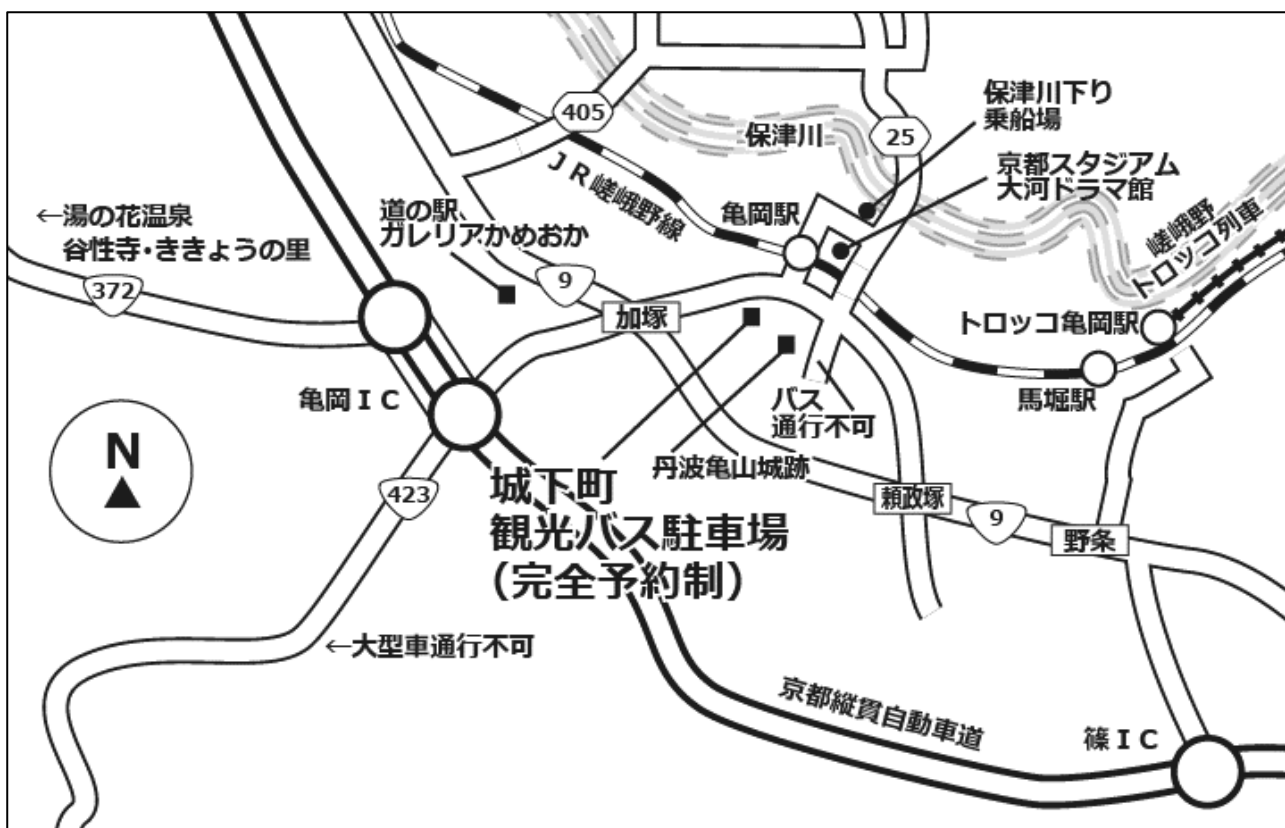 405
保津川下り
乗船場
保津川
25
京都スタジアム
大河ドラマ館
JR嵯峨野線
亀岡駅
嵯峨野
トロッコ列車
←湯の花温泉
谷性寺・ききょうの里
道の駅、
ガレリアかめおか
372
9
加塚
トロッコ亀岡駅
馬堀駅
亀岡IC
バス
通行不可
N
423
丹波亀山城跡
城下町
観光バス駐車場
(完全予約制)
頼政塚
9
野条
←大型車通行不可
京都縦貫自動車道
篠IC